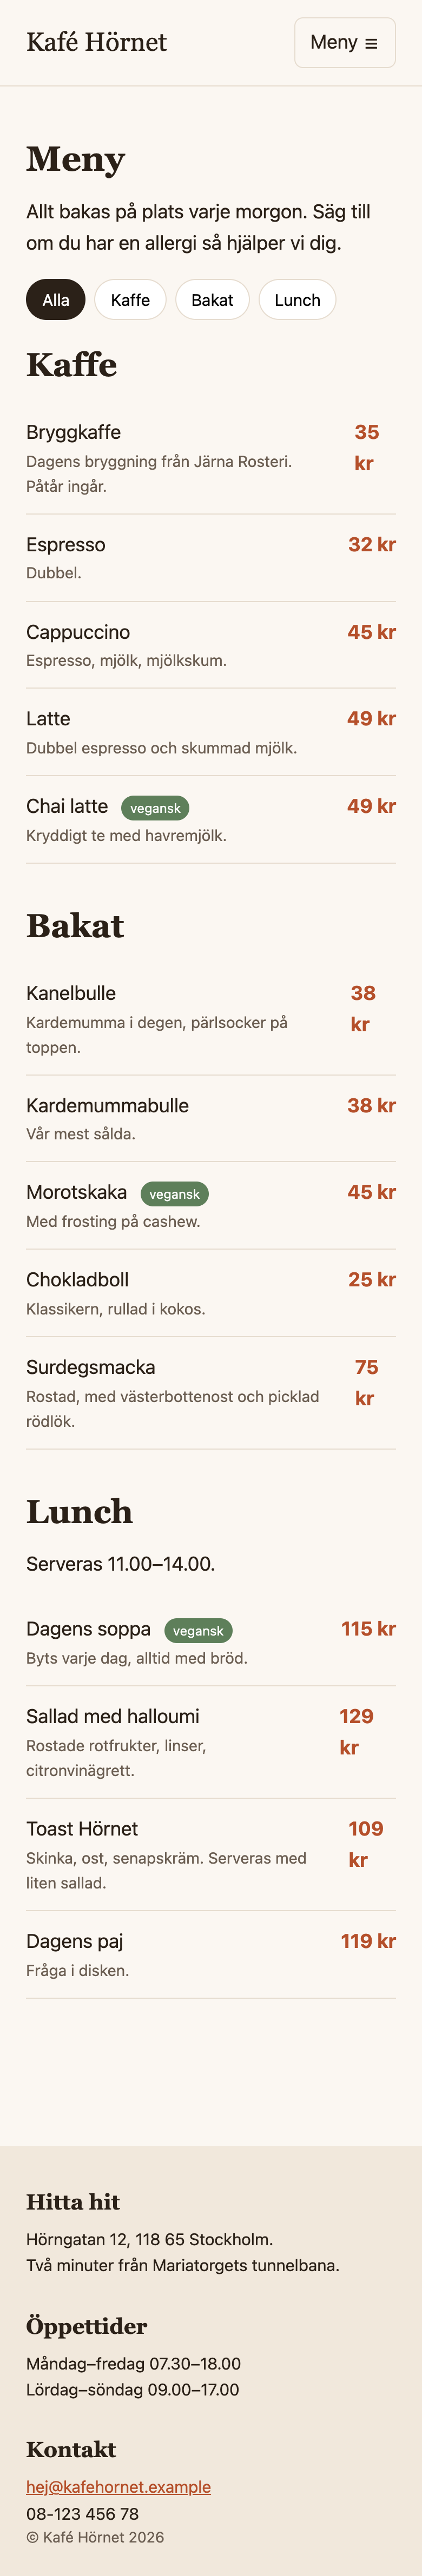 Kafé Hörnet
Meny ≡
Meny
Allt bakas på plats varje morgon. Säg till
om du har en allergi så hjälper vi dig.
Alla
Kaffe
Bakat
Lunch
Kaffe
Bryggkaffe
35
kr
Dagens bryggning från Järna Rosteri.
Påtår ingår.
Espresso
32 kr
Dubbel.
Cappuccino
45 kr
Espresso, mjölk, mjölkskum.
Latte
49 kr
Dubbel espresso och skummad mjölk.
Chai latte vegansk
49 kr
Kryddigt te med havremjölk.
Bakat
Kanelbulle
38
kr
Kardemumma i degen, pärlsocker på
toppen.
Kardemummabulle
38 kr
Vår mest sålda.
Morotskaka vegansk
45 kr
Med frosting på cashew.
Chokladboll
25 kr
Klassikern, rullad i kokos.
Surdegsmacka
75
kr
Rostad, med västerbottenost och picklad
rödlök.
Lunch
Serveras 11.00–14.00.
Dagens soppa vegansk
115 kr
Byts varje dag, alltid med bröd.
Sallad med halloumi
129
kr
Rostade rotfrukter, linser,
citronvinägrett.
Toast Hörnet
109
kr
Skinka, ost, senapskräm. Serveras med
liten sallad.
Dagens paj
119 kr
Fråga i disken.
Hitta hit
Hörngatan 12, 118 65 Stockholm.
Två minuter från Mariatorgets tunnelbana.
Öppettider
Måndag–fredag 07.30–18.00
Lördag–söndag 09.00–17.00
Kontakt
hej@kafehornet.example
08-123 456 78
© Kafé Hörnet 2026